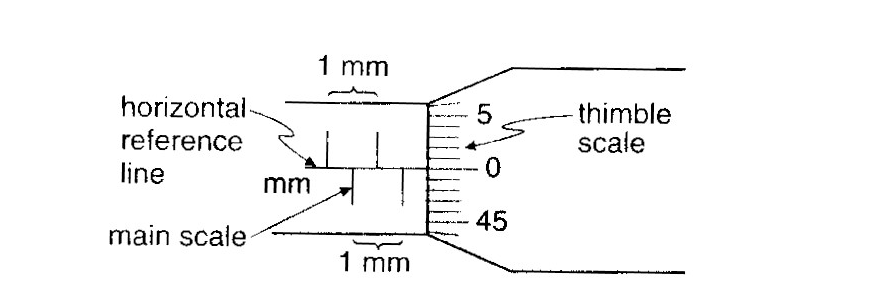 1 mm
horizontal
reference
line
5
thimble
scale
0
mm
45
main scale
1 mm